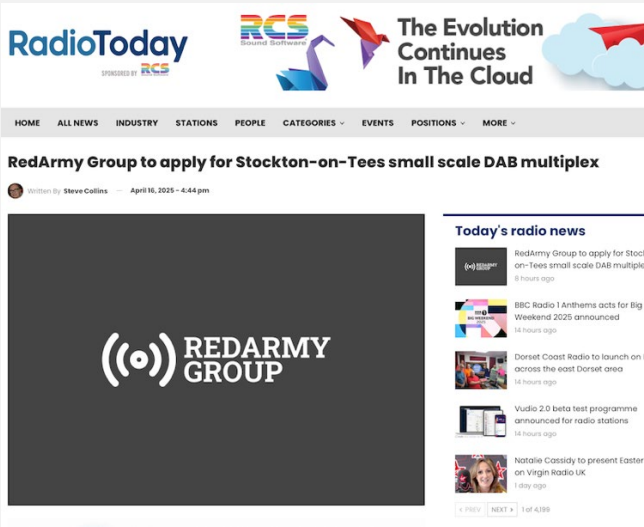 RadioToday
SPONSORED BY RCS
RCS
Sound Software
The Evolution
Continues
In The Cloud
HOME ALL NEWS INDUSTRY STATIONS PEOPLE CATEGORIES EVENTS POSITIONS MORE
RedArmy Group to apply for Stockton-on-Tees small scale DAB multiplex
Written By Steve Collins — April 16, 2025 - 4:44 pm
REDARMY
GROUP
Today's radio news
RedArmy Group to apply for Stock
on-Tees small scale DAB multiple
8 hours ago
BBC Radio 1 Anthems acts for Big
Weekend 2025 announced
14 hours ago
Dorset Coast Radio to launch on
across the east Dorset area
14 hours ago
Vudio 2.0 beta test programme
announced for radio stations
14 hours ago
Natalie Cassidy to present Easter
on Virgin Radio UK
1 day ago
PREV NEXT 1 of 4,199